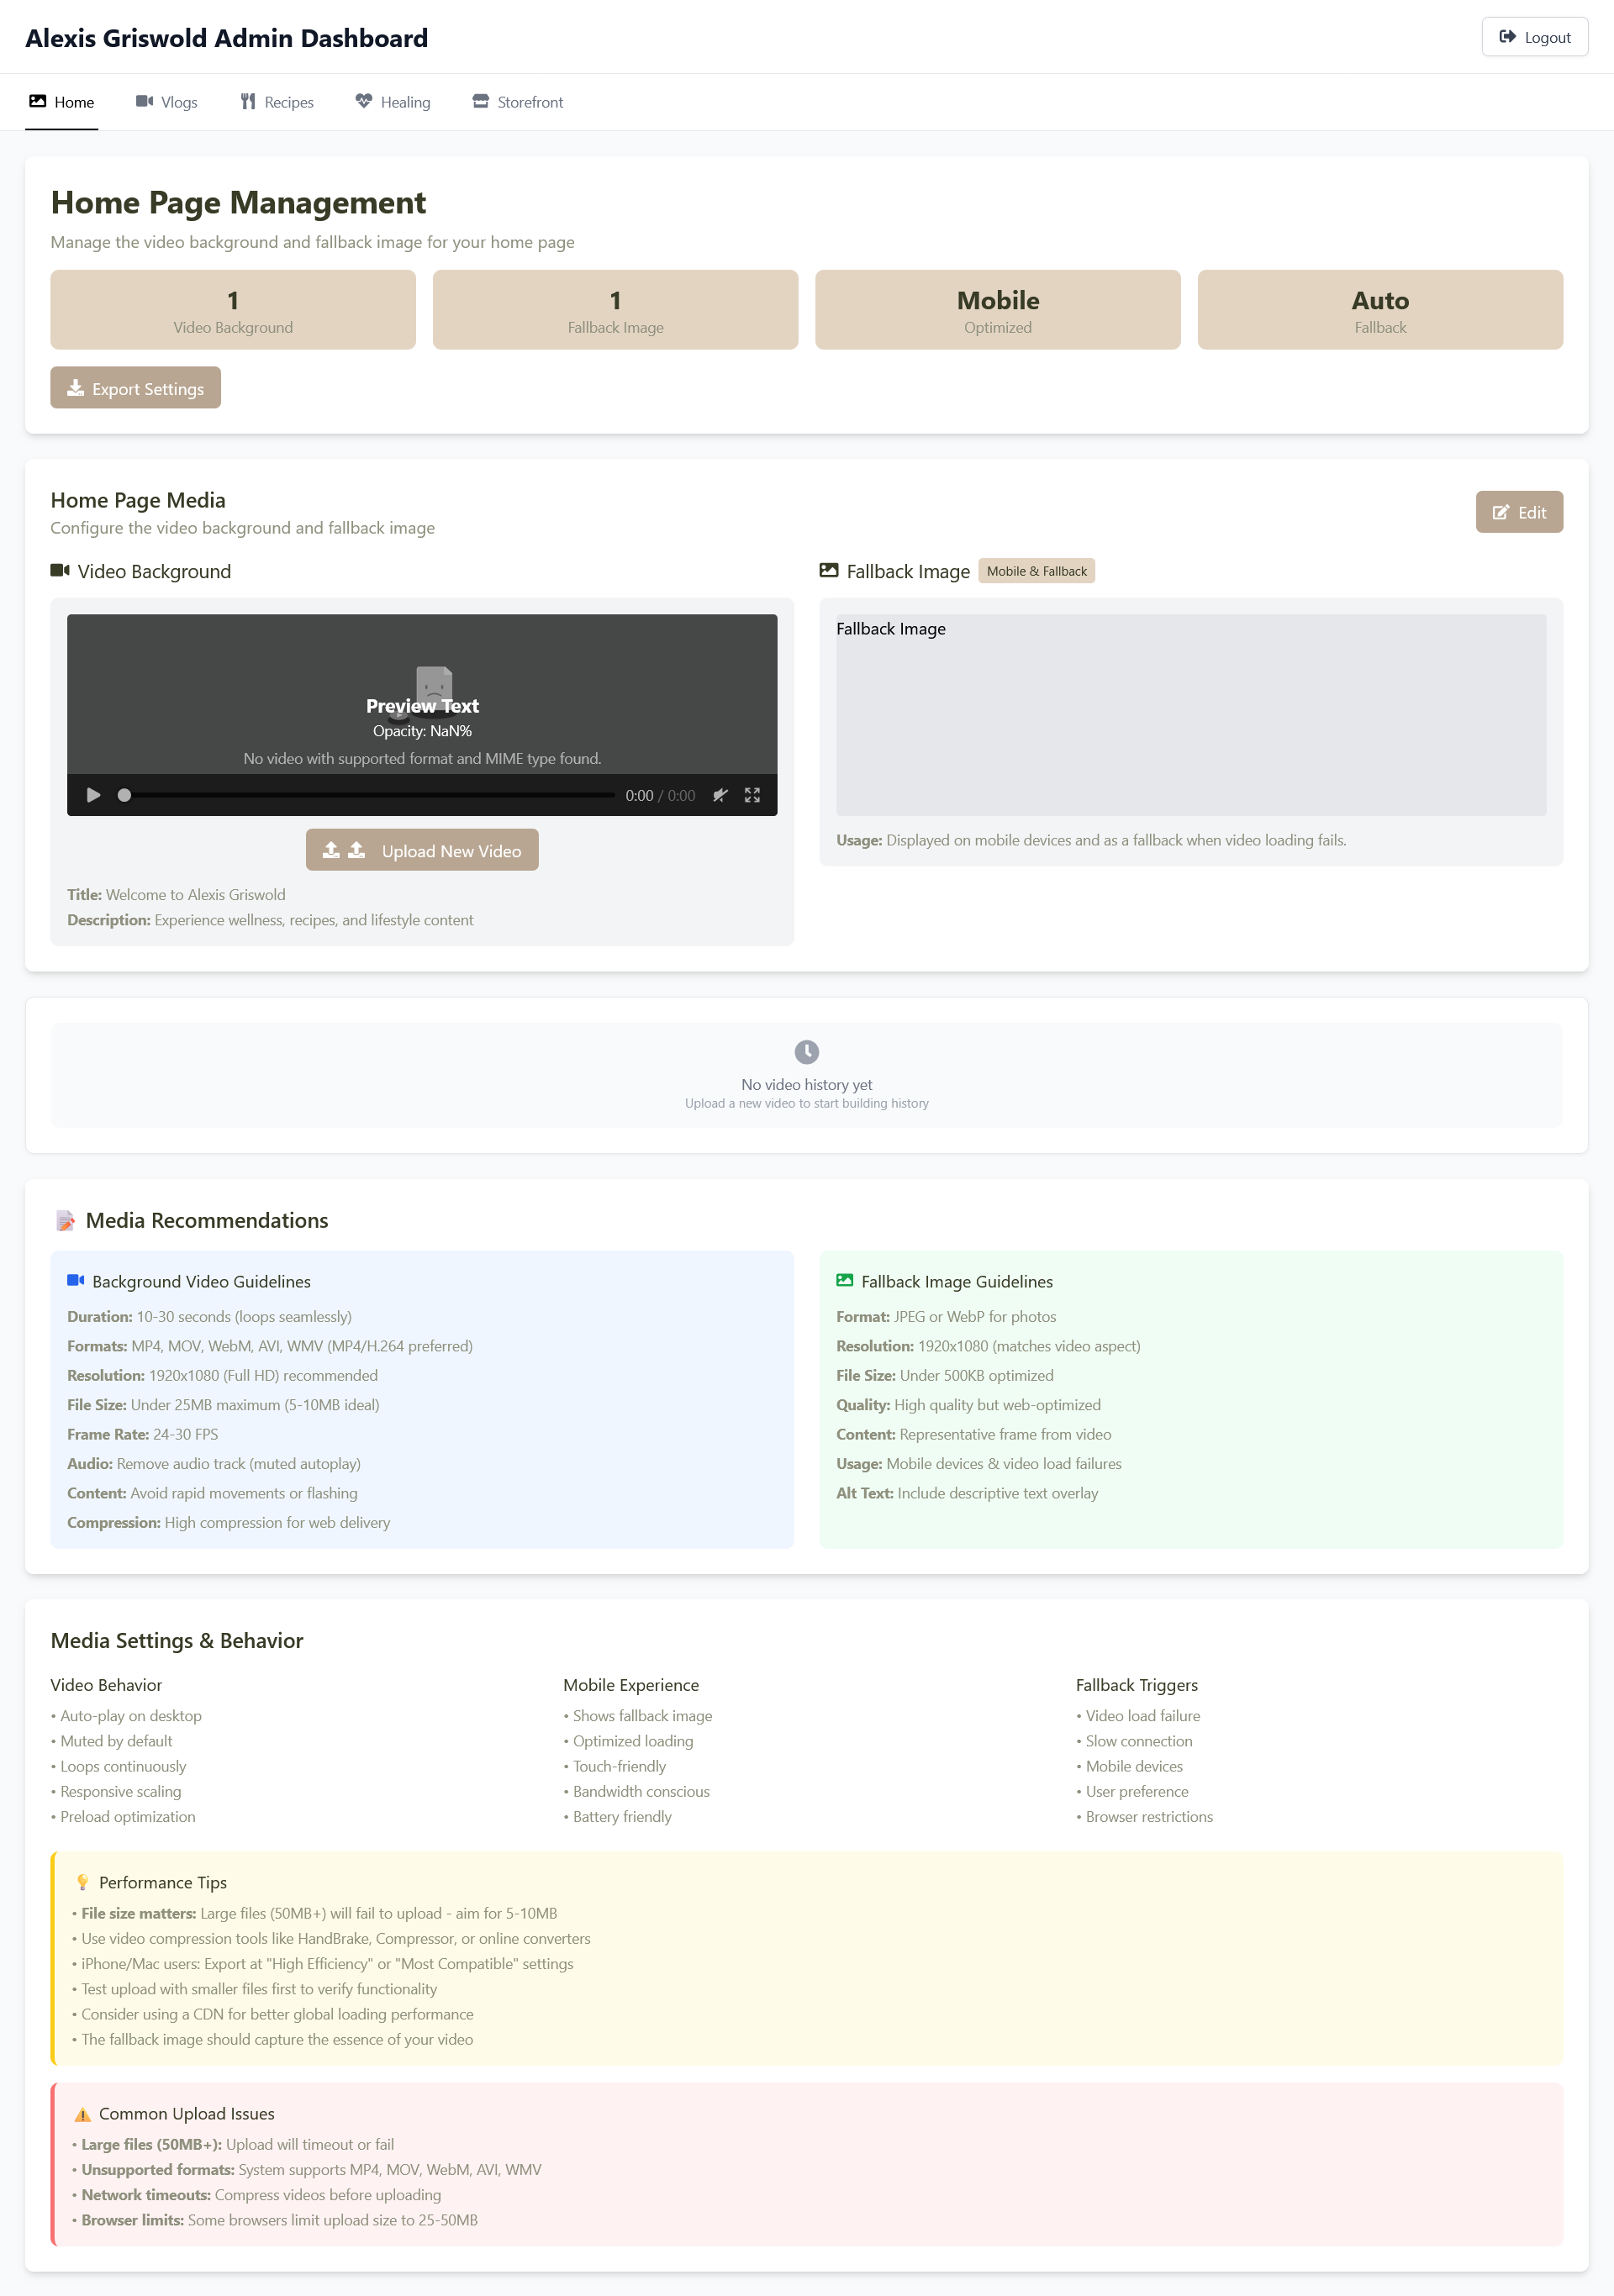 Alexis Griswold Admin Dashboard
Logout
Home
Vlogs
Recipes
Healing
Storefront
Home Page Management
Manage the video background and fallback image for your home page
1
Video Background
1
Fallback Image
Mobile
Optimized
Auto
Fallback
Export Settings
Home Page Media
Configure the video background and fallback image
Edit
Video Background
Preview Text
Opacity: NaN%
No video with supported format and MIME type found.
0:00 / 0:00
Upload New Video
Title: Welcome to Alexis Griswold
Description: Experience wellness, recipes, and lifestyle content
Fallback Image
Mobile & Fallback
Fallback Image
Usage: Displayed on mobile devices and as a fallback when video loading fails.
No video history yet
Upload a new video to start building history
Media Recommendations
Background Video Guidelines
Duration: 10-30 seconds (loops seamlessly)
Formats: MP4, MOV, WebM, AVI, WMV (MP4/H.264 preferred)
Resolution: 1920x1080 (Full HD) recommended
File Size: Under 25MB maximum (5-10MB ideal)
Frame Rate: 24-30 FPS
Audio: Remove audio track (muted autoplay)
Content: Avoid rapid movements or flashing
Compression: High compression for web delivery
Fallback Image Guidelines
Format: JPEG or WebP for photos
Resolution: 1920x1080 (matches video aspect)
File Size: Under 500KB optimized
Quality: High quality but web-optimized
Content: Representative frame from video
Usage: Mobile devices & video load failures
Alt Text: Include descriptive text overlay
Media Settings & Behavior
Video Behavior
• Auto-play on desktop
• Muted by default
• Loops continuously
• Responsive scaling
• Preload optimization
Mobile Experience
• Shows fallback image
• Optimized loading
• Touch-friendly
• Bandwidth conscious
• Battery friendly
Fallback Triggers
• Video load failure
• Slow connection
• Mobile devices
• User preference
• Browser restrictions
Performance Tips
• File size matters: Large files (50MB+) will fail to upload - aim for 5-10MB
• Use video compression tools like HandBrake, Compressor, or online converters
• iPhone/Mac users: Export at "High Efficiency" or "Most Compatible" settings
• Test upload with smaller files first to verify functionality
• Consider using a CDN for better global loading performance
• The fallback image should capture the essence of your video
Common Upload Issues
• Large files (50MB+): Upload will timeout or fail
• Unsupported formats: System supports MP4, MOV, WebM, AVI, WMV
• Network timeouts: Compress videos before uploading
• Browser limits: Some browsers limit upload size to 25-50MB